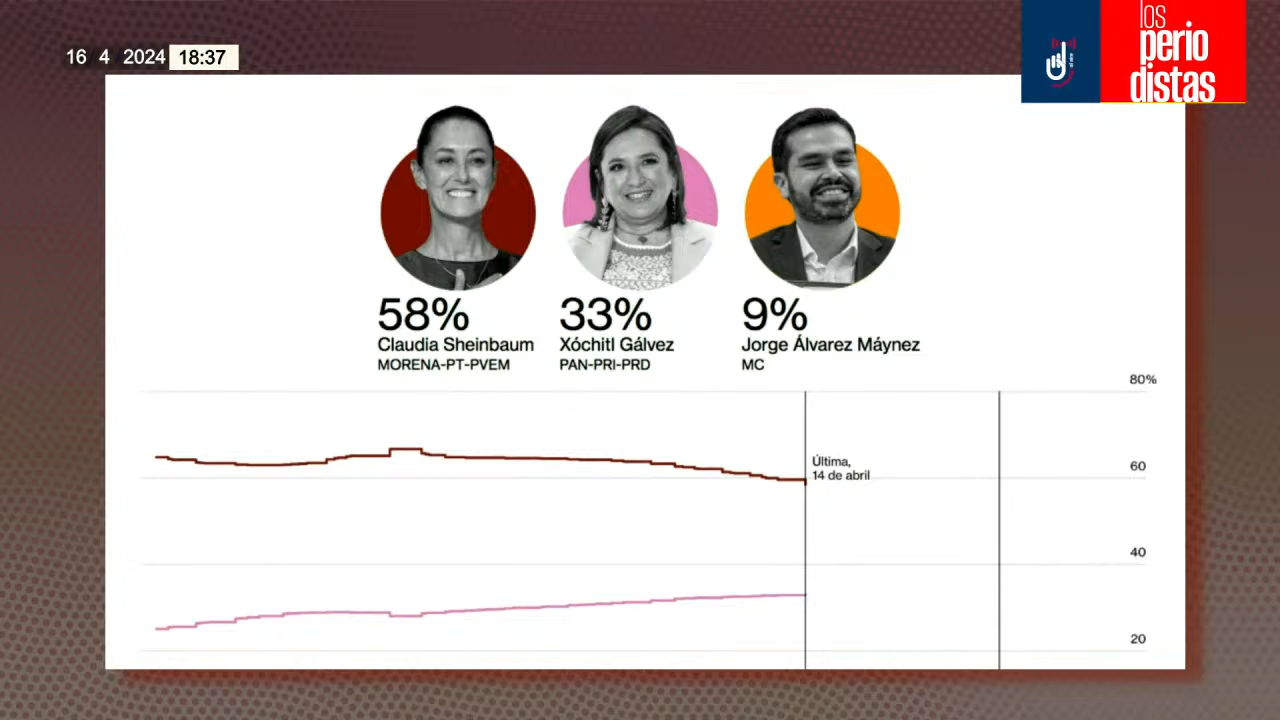 16 4 2024 18:37
los
perio
distas
58%
Claudia Sheinbaum
MORENA-PT-PVEM
33%
Xóchitl Gálvez
PAN-PRI-PRD
9%
Jorge Álvarez Máynez
MC
80%
Última,
14 de abril
60
40
20